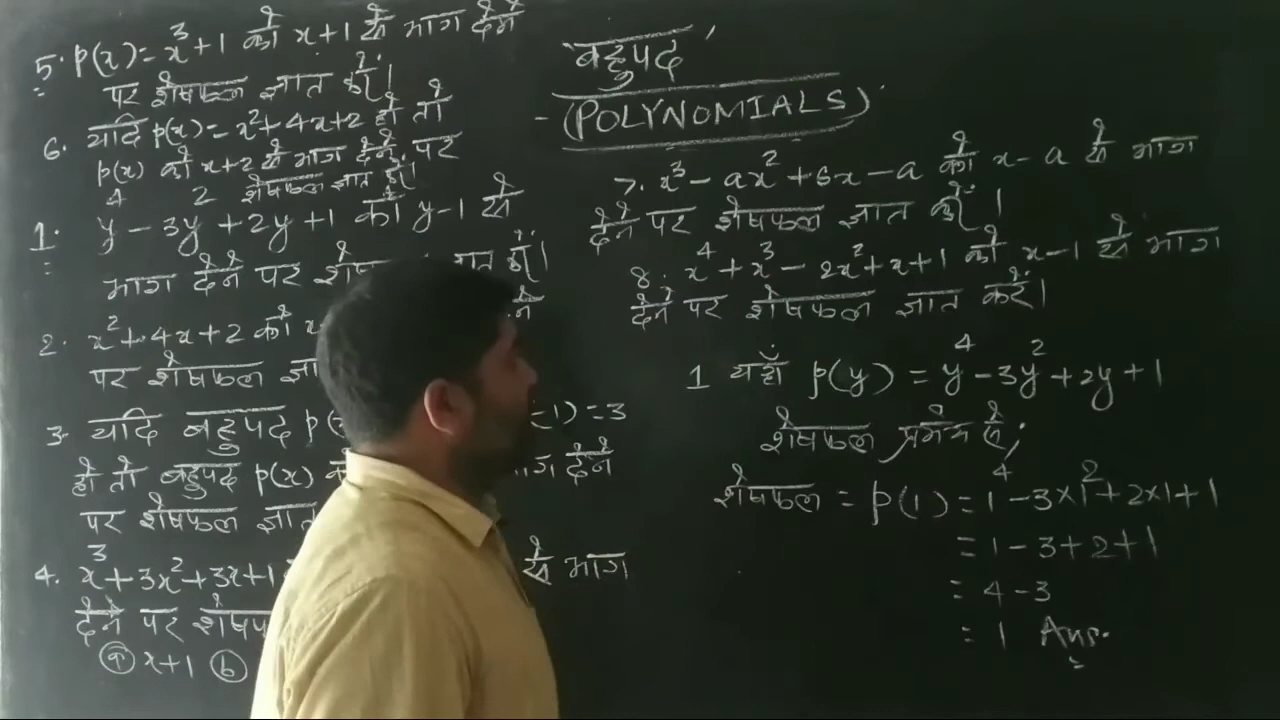 बहुपद
(POLYNOMIALS)
5. p(x) = x³ + 1 को x + 1 से भाग देने
पर शेषफल ज्ञात करें।
6. यदि p(x) = x² + 4x + 2 हो तो
p(x) को x + 2 से भाग देने पर
शेषफल ज्ञात करें।
1. y⁴ - 3y² + 2y + 1 को y - 1 से
भाग देने पर शेष ज्ञात करें।
2. x² + 4x + 2 को x
पर शेषफल ज्ञा
3. यदि बहुपद p( -1) = 3
हो तो बहुपद p(x) को भाग देने
पर शेषफल ज्ञात
4. x³ + 3x² + 3x + 1 से भाग
देने पर शेषफ
ⓐ x + 1 ⓑ
7. x³ - ax² + 6x - a को x - a से भाग
देने पर शेषफल ज्ञात करें।
8. x⁴ + x³ - 2x² + x + 1 को x - 1 से भाग
देने पर शेषफल ज्ञात करें।
1 यहाँ p(y) = y⁴ - 3y² + 2y + 1
शेषफल प्रमेय से,
शेषफल = p(1) = 1⁴ - 3×1² + 2×1 + 1
= 1 - 3 + 2 + 1
= 4 - 3
= 1 Ans.